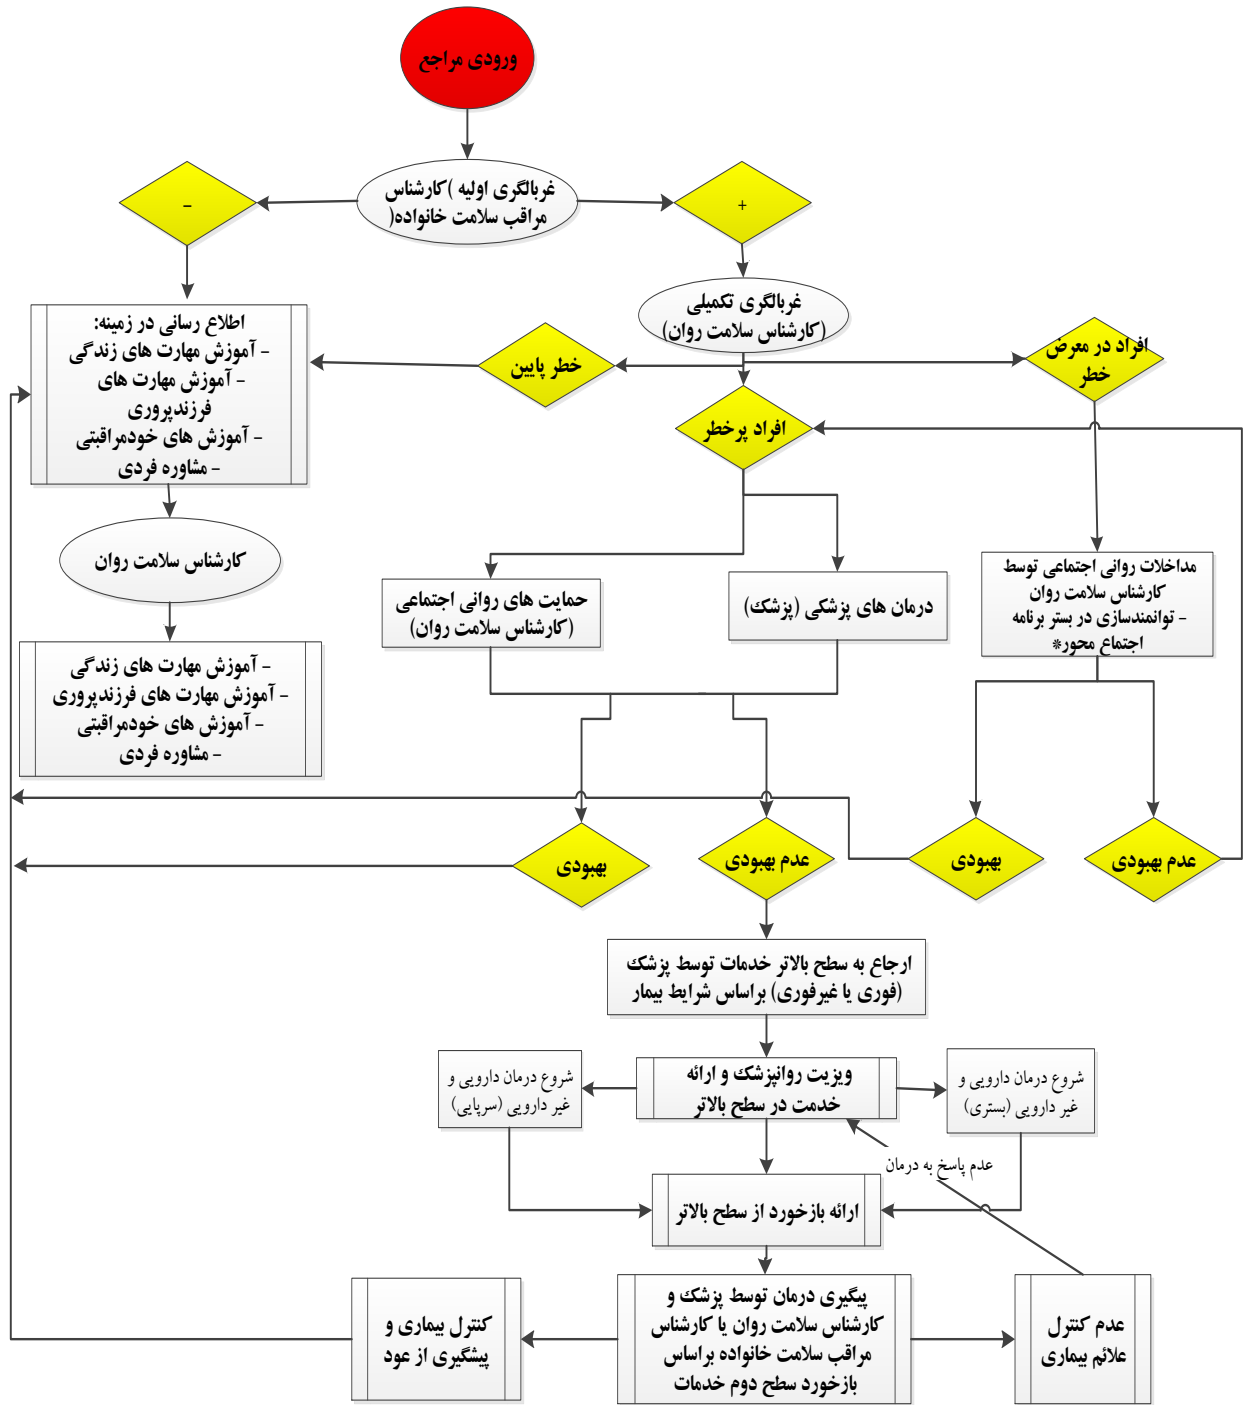 ورودی مراجع
غربالگری اولیه )کارشناس
مراقب سلامت خانواده(
-
+
غربالگری تکمیلی
(کارشناس سلامت روان)
اطلاع رسانی در زمینه:
- آموزش مهارت های زندگی
- آموزش مهارت های
فرزندپروری
- آموزش های خودمراقبتی
- مشاوره فردی
خطر پایین
افراد در معرض
خطر
افراد پرخطر
کارشناس سلامت روان
حمایت های روانی اجتماعی
(کارشناس سلامت روان)
درمان های پزشکی (پزشک)
مداخلات روانی اجتماعی توسط
کارشناس سلامت روان
- توانمندسازی در بستر برنامه
اجتماع محور*
- آموزش مهارت های زندگی
- آموزش مهارت های فرزندپروری
- آموزش های خودمراقبتی
- مشاوره فردی
بهبودی
عدم بهبودی
بهبودی
عدم بهبودی
ارجاع به سطح بالاتر خدمات توسط پزشک
(فوری یا غیرفوری) براساس شرایط بیمار
شروع درمان دارویی و
غیر دارویی (سرپایی)
ویزیت روانپزشک و ارائه
خدمت در سطح بالاتر
شروع درمان دارویی و
غیر دارویی (بستری)
عدم پاسخ به درمان
ارائه بازخورد از سطح بالاتر
کنترل بیماری و
پیشگیری از عود
پیگیری درمان توسط پزشک و
کارشناس سلامت روان یا کارشناس
مراقب سلامت خانواده براساس
بازخورد سطح دوم خدمات
عدم کنترل
علائم بیماری